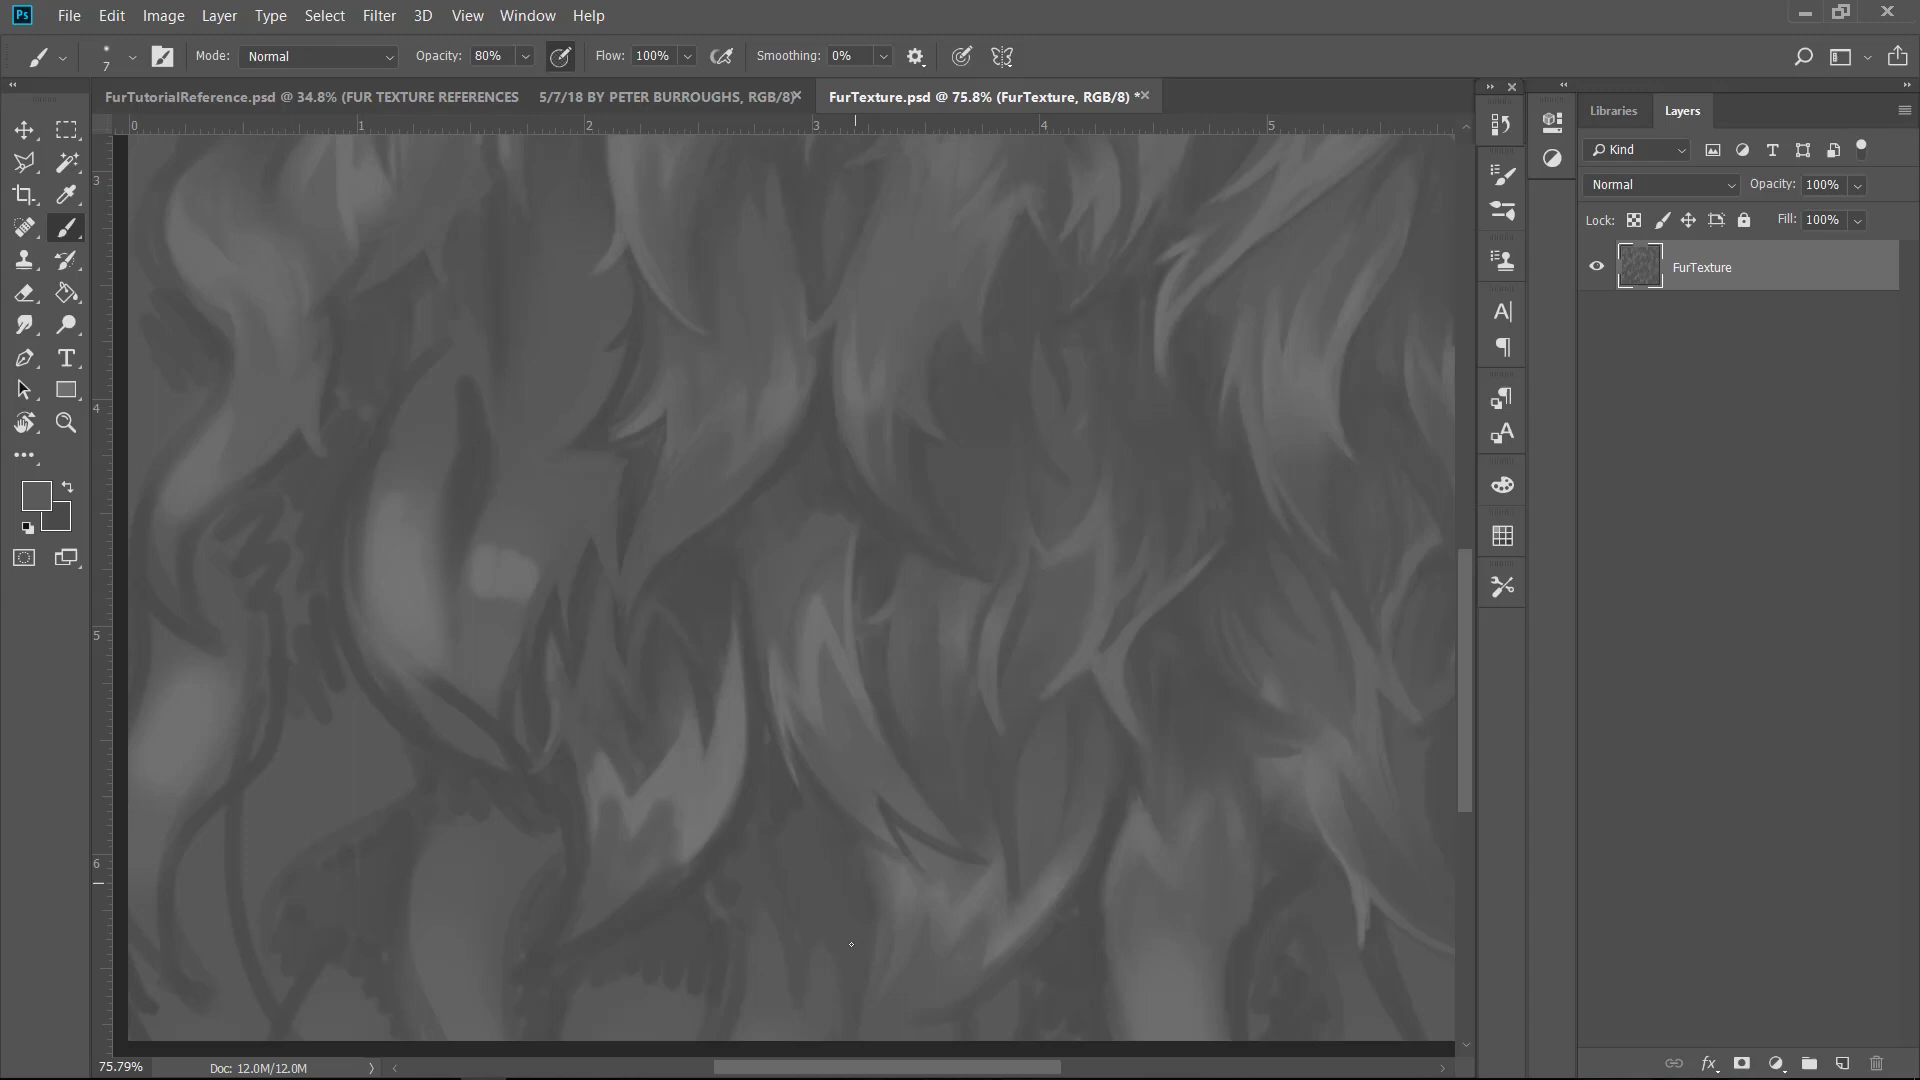 Ps File Edit Image Layer Type Select Filter 3D View Window Help
7 Mode: Normal Opacity: 80% Flow: 100% Smoothing: 0%
FurTutorialReference.psd @ 34.8% (FUR TEXTURE REFERENCES 5/7/18 BY PETER BURROUGHS, RGB/8) FurTexture.psd @ 75.8% (FurTexture, RGB/8) *
0 1 2 3 4 5
3
4
5
6
Libraries Layers
Kind
Normal Opacity: 100%
Lock: Fill: 100%
FurTexture
75.79% Doc: 12.0M/12.0M
fx